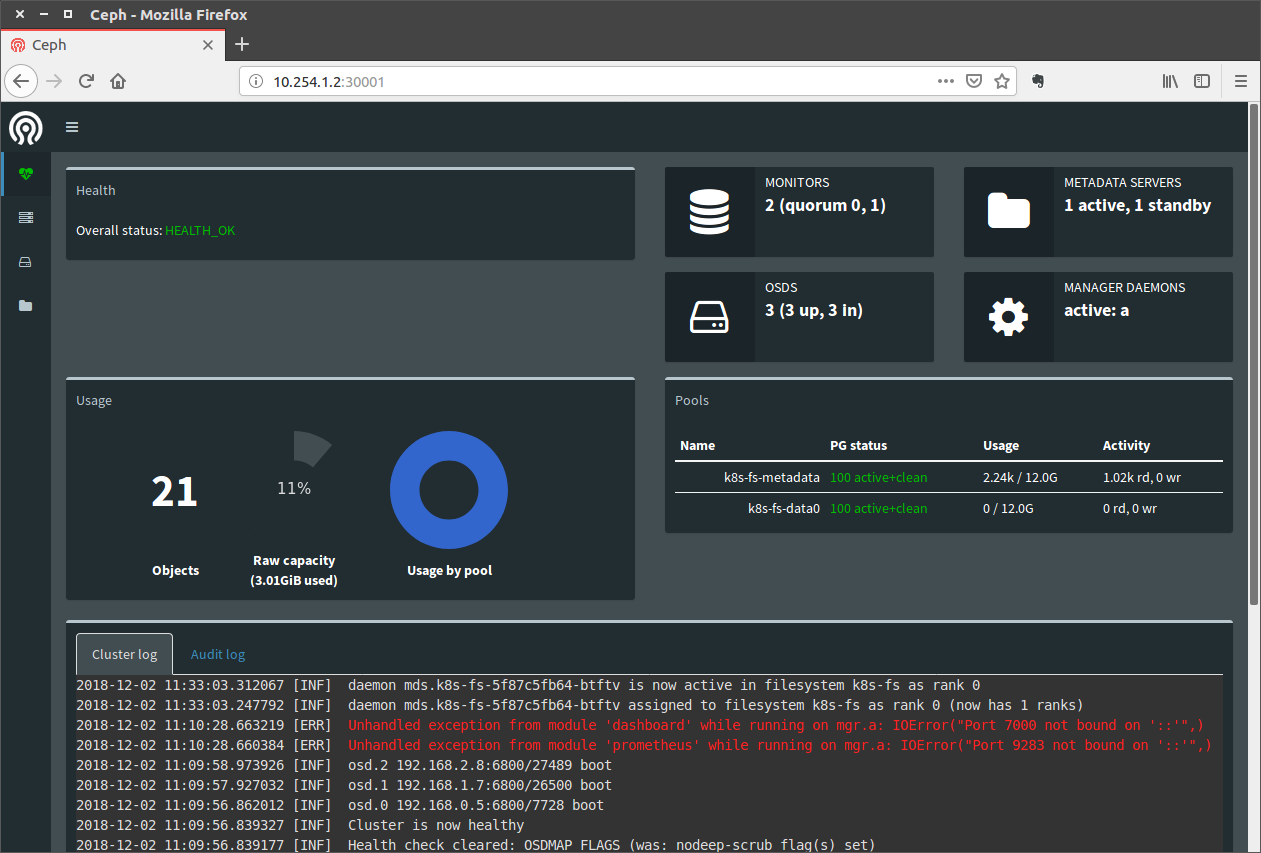 Ceph - Mozilla Firefox
Ceph
10.254.1.2:30001
Health
Overall status: HEALTH_OK
MONITORS
2 (quorum 0, 1)
METADATA SERVERS
1 active, 1 standby
OSDS
3 (3 up, 3 in)
MANAGER DAEMONS
active: a
Usage
21
Objects
11%
Raw capacity
(3.01GiB used)
Usage by pool
Pools
Name PG status Usage Activity
k8s-fs-metadata 100 active+clean 2.24k / 12.0G 1.02k rd, 0 wr
k8s-fs-data0 100 active+clean 0 / 12.0G 0 rd, 0 wr
Cluster log Audit log
2018-12-02 11:33:03.312067 [INF] daemon mds.k8s-fs-5f87c5fb64-btftv is now active in filesystem k8s-fs as rank 0
2018-12-02 11:33:03.247792 [INF] daemon mds.k8s-fs-5f87c5fb64-btftv assigned to filesystem k8s-fs as rank 0 (now has 1 ranks)
2018-12-02 11:10:28.663219 [ERR] Unhandled exception from module 'dashboard' while running on mgr.a: IOError("Port 7000 not bound on '::'",)
2018-12-02 11:10:28.660384 [ERR] Unhandled exception from module 'prometheus' while running on mgr.a: IOError("Port 9283 not bound on '::'",)
2018-12-02 11:09:58.973926 [INF] osd.2 192.168.2.8:6800/27489 boot
2018-12-02 11:09:57.927032 [INF] osd.1 192.168.1.7:6800/26500 boot
2018-12-02 11:09:56.862012 [INF] osd.0 192.168.0.5:6800/7728 boot
2018-12-02 11:09:56.839327 [INF] Cluster is now healthy
2018-12-02 11:09:56.839177 [INF] Health check cleared: OSDMAP_FLAGS (was: nodeep-scrub flag(s) set)